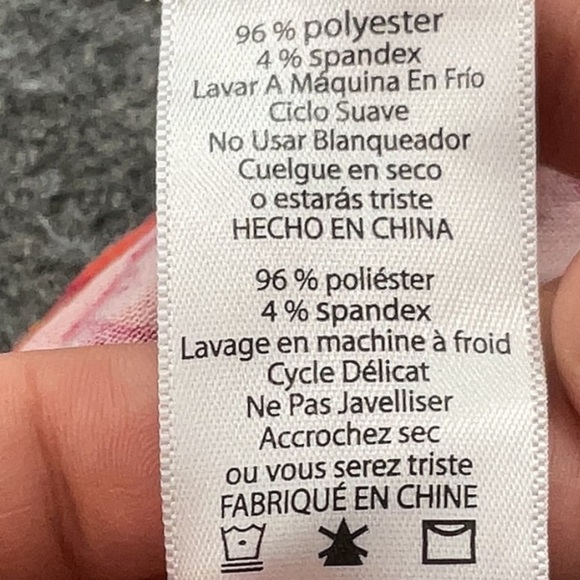 96 % polyester
4 % Spandex
Lavar A Máquina En Frío
Ciclo Suave
No Usar Blanqueador
Cuelgue en seco
o estarás triste
HECHO EN CHINA
96 % poliéster
4 % Spandex
Lavage en machine à froid
Cycle Délicat
Ne Pas Javelliser
Accrochez sec
ou vous serez triste
FABRIQUÉ EN CHINE